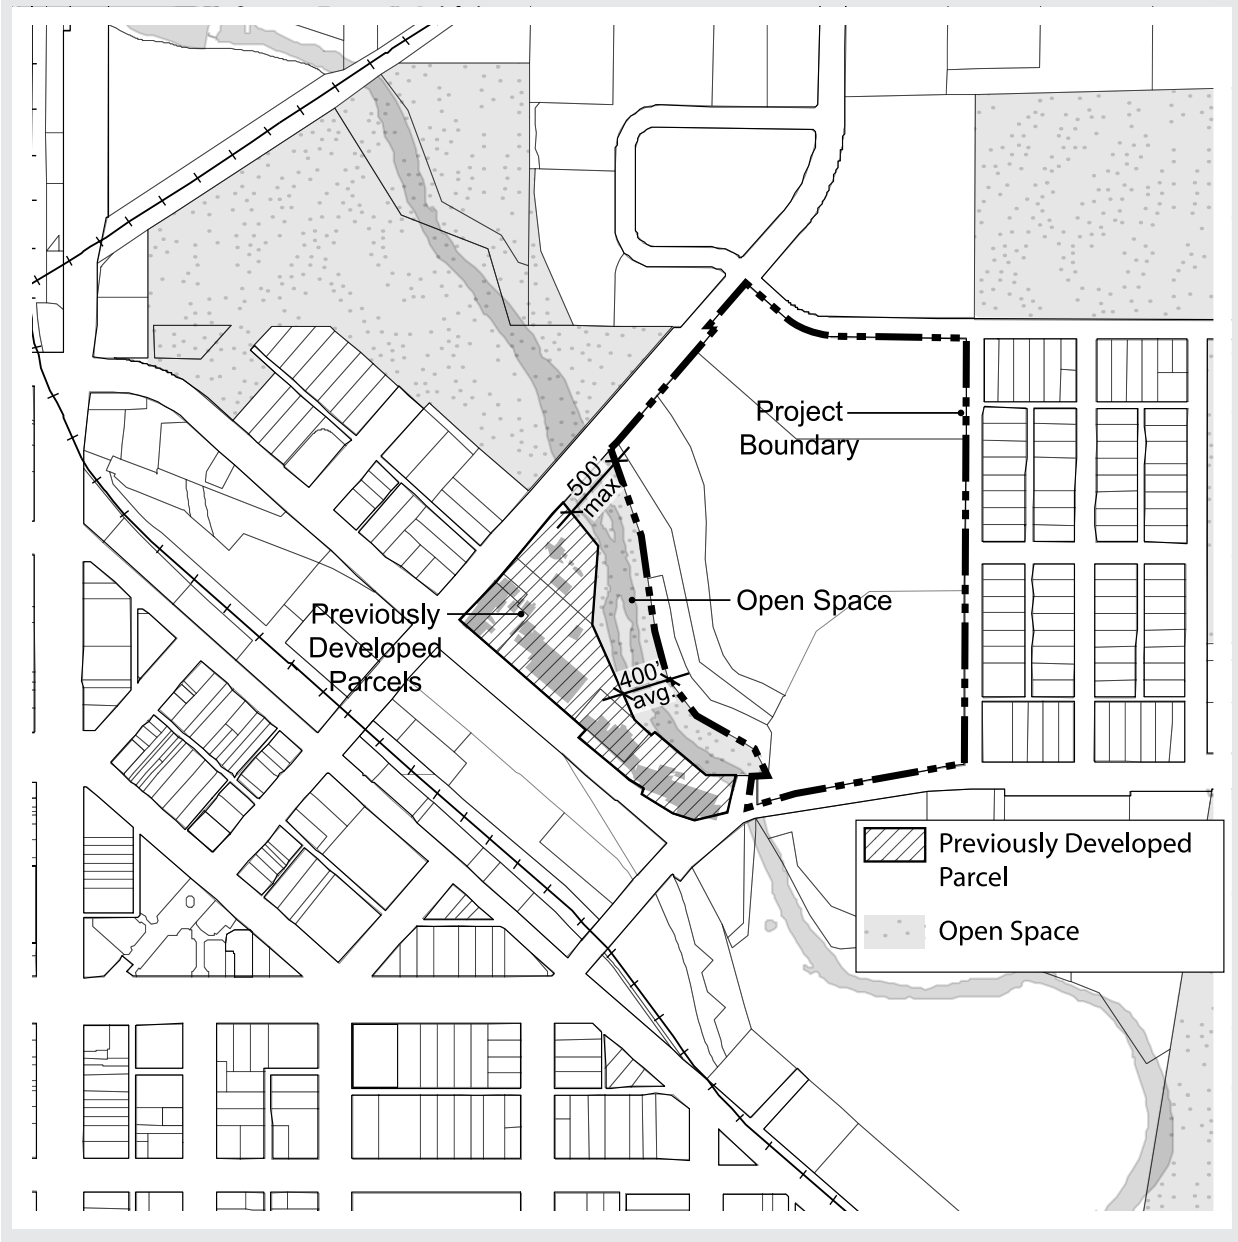 Project
Boundary
500’
max.
Previously
Developed
Parcels
Open Space
400’
avg.
Previously Developed
Parcel
Open Space